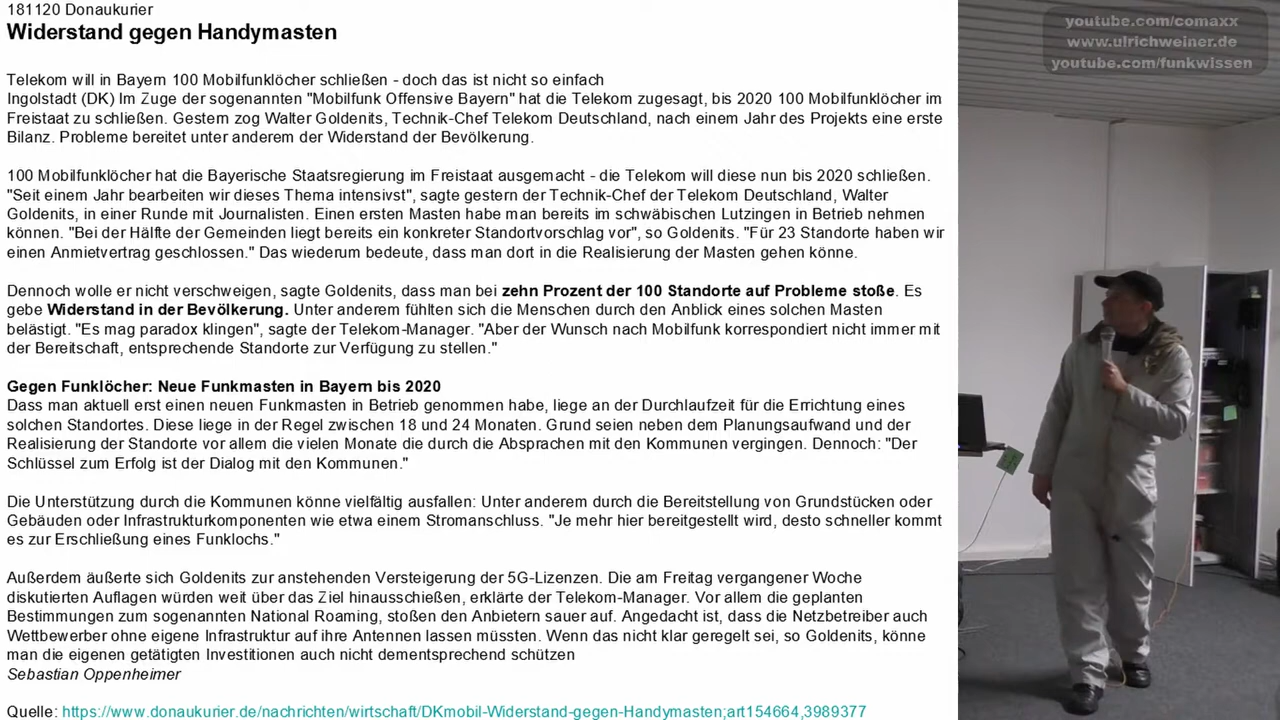 181120 Donaukurier
Widerstand gegen Handymasten
Telekom will in Bayern 100 Mobilfunklöcher schließen - doch das ist nicht so einfach
Ingolstadt (DK) Im Zuge der sogenannten "Mobilfunk Offensive Bayern" hat die Telekom zugesagt, bis 2020 100 Mobilfunklöcher im
Freistaat zu schließen. Gestern zog Walter Goldenits, Technik-Chef Telekom Deutschland, nach einem Jahr des Projekts eine erste
Bilanz. Probleme bereitet unter anderem der Widerstand der Bevölkerung.
100 Mobilfunklöcher hat die Bayerische Staatsregierung im Freistaat ausgemacht - die Telekom will diese nun bis 2020 schließen.
"Seit einem Jahr bearbeiten wir dieses Thema intensivst", sagte gestern der Technik-Chef der Telekom Deutschland, Walter
Goldenits, in einer Runde mit Journalisten. Einen ersten Masten habe man bereits im schwäbischen Lutzingen in Betrieb nehmen
können. "Bei der Hälfte der Gemeinden liegt bereits ein konkreter Standortvorschlag vor", so Goldenits. "Für 23 Standorte haben wir
einen Anmietvertrag geschlossen." Das wiederum bedeute, dass man dort in die Realisierung der Masten gehen könne.
Dennoch wolle er nicht verschweigen, sagte Goldenits, dass man bei zehn Prozent der 100 Standorte auf Probleme stoße. Es
gebe Widerstand in der Bevölkerung. Unter anderem fühlten sich die Menschen durch den Anblick eines solchen Masten
belästigt. "Es mag paradox klingen", sagte der Telekom-Manager. "Aber der Wunsch nach Mobilfunk korrespondiert nicht immer mit
der Bereitschaft, entsprechende Standorte zur Verfügung zu stellen."
Gegen Funklöcher: Neue Funkmasten in Bayern bis 2020
Dass man aktuell erst einen neuen Funkmasten in Betrieb genommen habe, liege an der Durchlaufzeit für die Errichtung eines
solchen Standortes. Diese liege in der Regel zwischen 18 und 24 Monaten. Grund seien neben dem Planungsaufwand und der
Realisierung der Standorte vor allem die vielen Monate die durch die Absprachen mit den Kommunen vergingen. Dennoch: "Der
Schlüssel zum Erfolg ist der Dialog mit den Kommunen."
Die Unterstützung durch die Kommunen könne vielfältig ausfallen: Unter anderem durch die Bereitstellung von Grundstücken oder
Gebäuden oder Infrastrukturkomponenten wie etwa einem Stromanschluss. "Je mehr hier bereitgestellt wird, desto schneller kommt
es zur Erschließung eines Funklochs."
Außerdem äußerte sich Goldenits zur anstehenden Versteigerung der 5G-Lizenzen. Die am Freitag vergangener Woche
diskutierten Auflagen würden weit über das Ziel hinausschießen, erklärte der Telekom-Manager. Vor allem die geplanten
Bestimmungen zum sogenannten National Roaming, stoßen den Anbietern sauer auf. Angedacht ist, dass die Netzbetreiber auch
Wettbewerber ohne eigene Infrastruktur auf ihre Antennen lassen müssten. Wenn das nicht klar geregelt sei, so Goldenits, könne
man die eigenen getätigten Investitionen auch nicht dementsprechend schützen
Sebastian Oppenheimer
Quelle: https://www.donaukurier.de/nachrichten/wirtschaft/DKmobil-Widerstand-gegen-Handymasten;art154664,3989377
youtube.com/comaxx
www.ulrichweiner.de
youtube.com/funkwissen